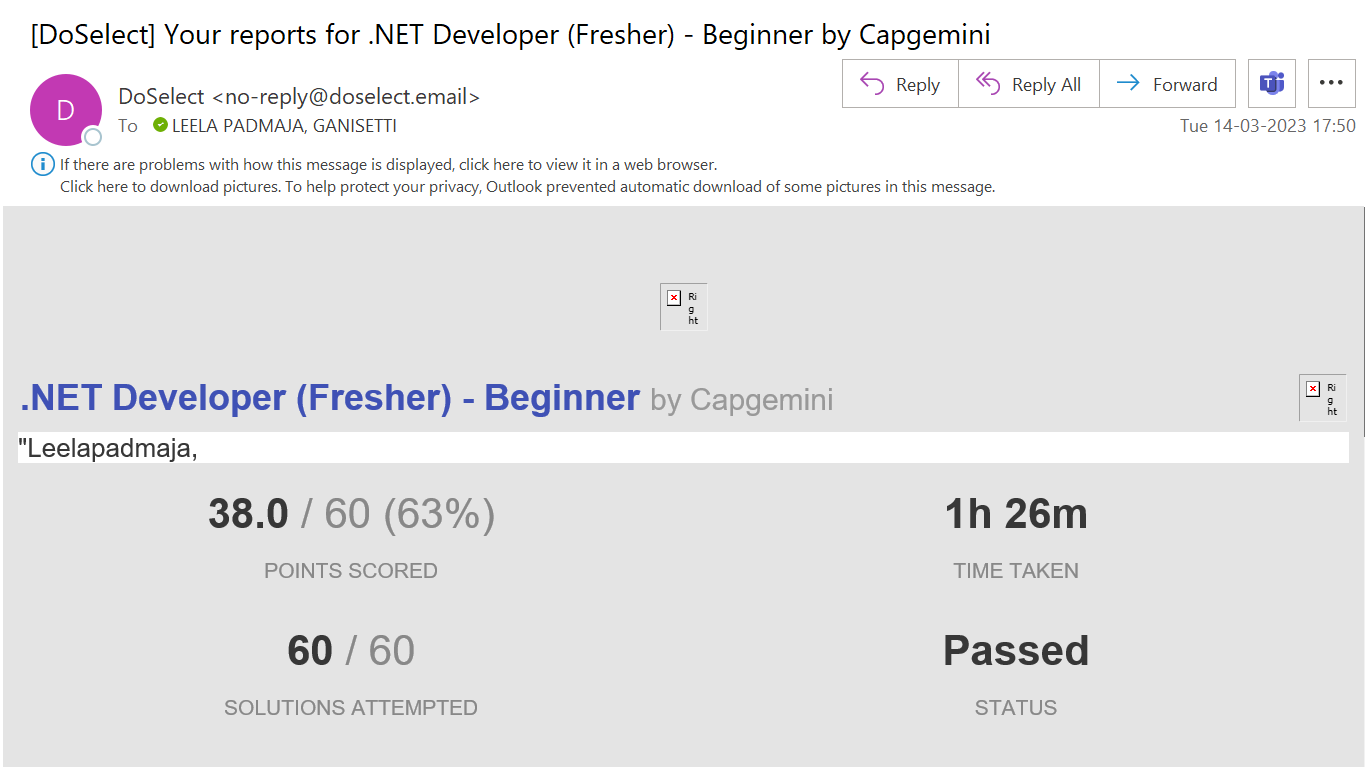 [DoSelect] Your reports for .NET Developer (Fresher) - Beginner by Capgemini
Reply Reply All Forward
D
DoSelect <no-reply@doselect.email>
To LEELA PADMAJA, GANISETTI
Tue 14-03-2023 17:50
If there are problems with how this message is displayed, click here to view it in a web browser.
Click here to download pictures. To help protect your privacy, Outlook prevented automatic download of some pictures in this message.
Ri
g
ht
.NET Developer (Fresher) - Beginner by Capgemini
Ri
g
ht
"Leelapadmaja,
38.0 / 60 (63%)
POINTS SCORED
1h 26m
TIME TAKEN
60 / 60
SOLUTIONS ATTEMPTED
Passed
STATUS